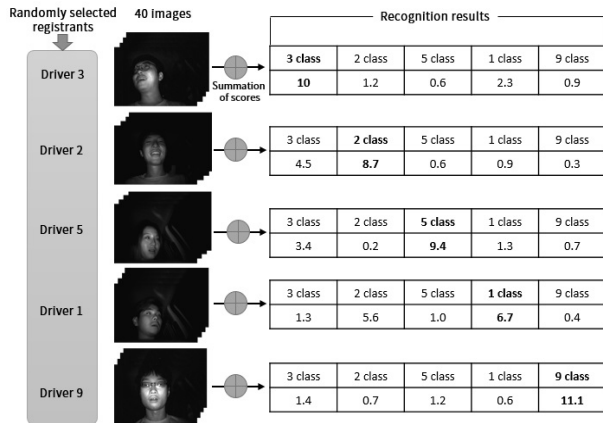 Randomly selected
registrants
40 images
Recognition results
Driver 3
Summation
of scores
3 class 2 class 5 class 1 class 9 class
10 1.2 0.6 2.3 0.9
Driver 2
3 class 2 class 5 class 1 class 9 class
4.5 8.7 0.6 0.9 0.3
Driver 5
3 class 2 class 5 class 1 class 9 class
3.4 0.2 9.4 1.3 0.7
Driver 1
3 class 2 class 5 class 1 class 9 class
1.3 5.6 1.0 6.7 0.4
Driver 9
3 class 2 class 5 class 1 class 9 class
1.4 0.7 1.2 0.6 11.1